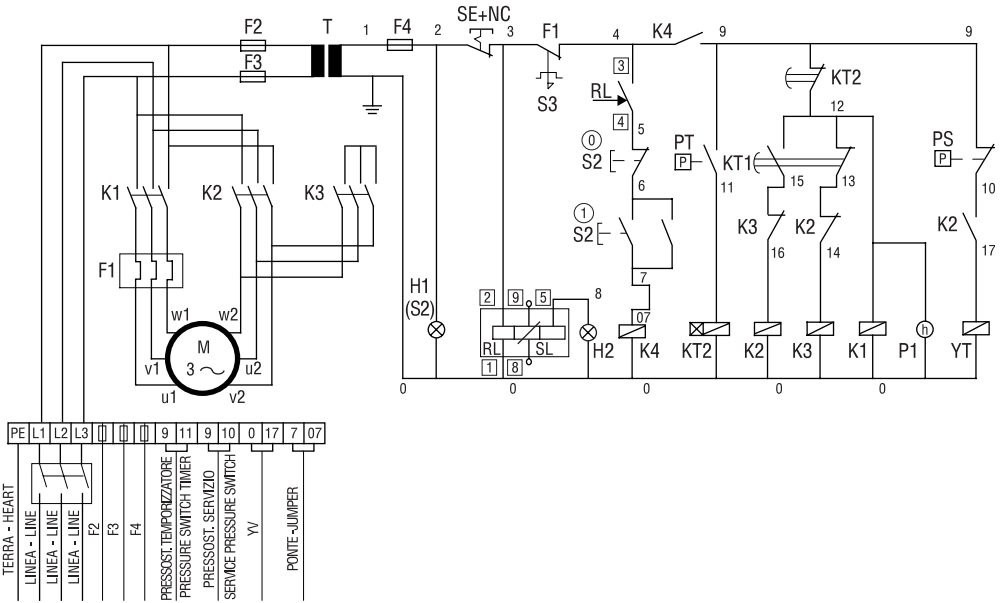 SE+NC
F2 T 1 F4 2 3 F1 4 K4 9 9
F3
S3
3
RL
4
5
0
S2
6
1
S2
7
07
K4
KT2
12
PT
P
11
KT1
15 13
K3 K2
16 14
PS
P
10
K2
17
K1 K2 K3
F1
w1 w2
M
3
v1 u2
u1 v2
H1
(S2)
2 9 5 8
RL SL H2
1 8
KT2 K2 K3 K1 h P1 YT
0 0 0 0 0
PE L1 L2 L3 9 11 9 10 0 17 7 07
TERRA - HEART
LINEA - LINE
LINEA - LINE
LINEA - LINE
F2
F3
F4
PRESSOST. TEMPORIZZATORE
PRESSURE SWITCH TIMER
PRESSOST. SERVIZIO
SERVICE PRESSURE SWITCH
YV
PONTE-JUMPER